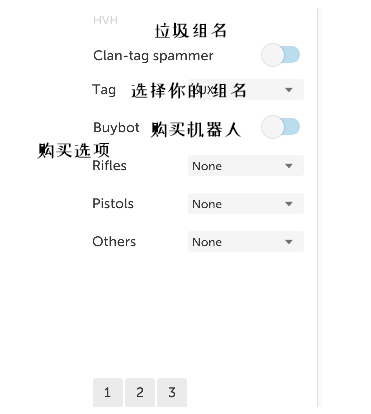 HVH
垃圾组名
Clan-tag spammer
Tag 选择你的组名
Buybot 购买机器人
购买选项
Rifles None
Pistols None
Others None
1 2 3